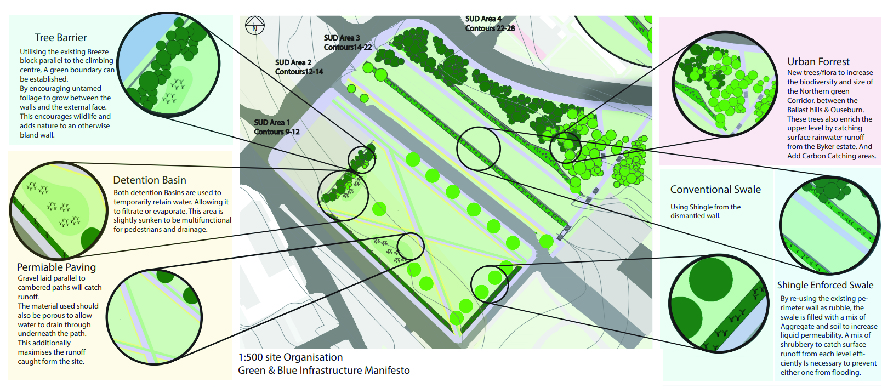 Tree Barrier
Utilising the existing Breeze
block parallel to the climbing
centre. A green boundary can
be established.
By encouraging untamed
foliage to grow between the
walls and the external face.
This encourages wildlife and
adds nature to an otherwise
bland wall.
Detention Basin
Both detention Basins are used to
temporarily retain water. Allowing it
to filtrate or evaporate. This area is
slightly sunken to be multifunctional
for pedestrians and drainage.
Permiable Paving
Gravel laid parallel to
cambered paths will catch
runoff.
The material used should
also be porous to allow
water to drain through
underneath the path.
This additionally
maximises the runoff
caught form the site.
N
SUD Area 4
Contours 22-28
SUD Area 3
Contours14-22
SUD Area 2
Contours12-14
SUD Area 1
Contours 9-12
1:500 site Organisation
Green & Blue Infrastructure Manifesto
Urban Forrest
New trees/flora to increase
the biodiversity and size of
the Northern green
Corridor, between the
Ballast hills & Ouseburn.
These trees also enrich the
upper level by catching
surface rainwater runoff
from the Byker estate. And
Add Carbon Catching areas.
Conventional Swale
Using Shingle from the
dismantled wall.
Shingle Enforced Swale
By re-using the existing pe-
rimeter wall as rubble, the
swale is filled with a mix of
Aggregate and soil to increase
liquid permeability. A mix of
shrubbery to catch surface
runoff from each level effi-
ciently is necessary to prevent
either one from flooding.